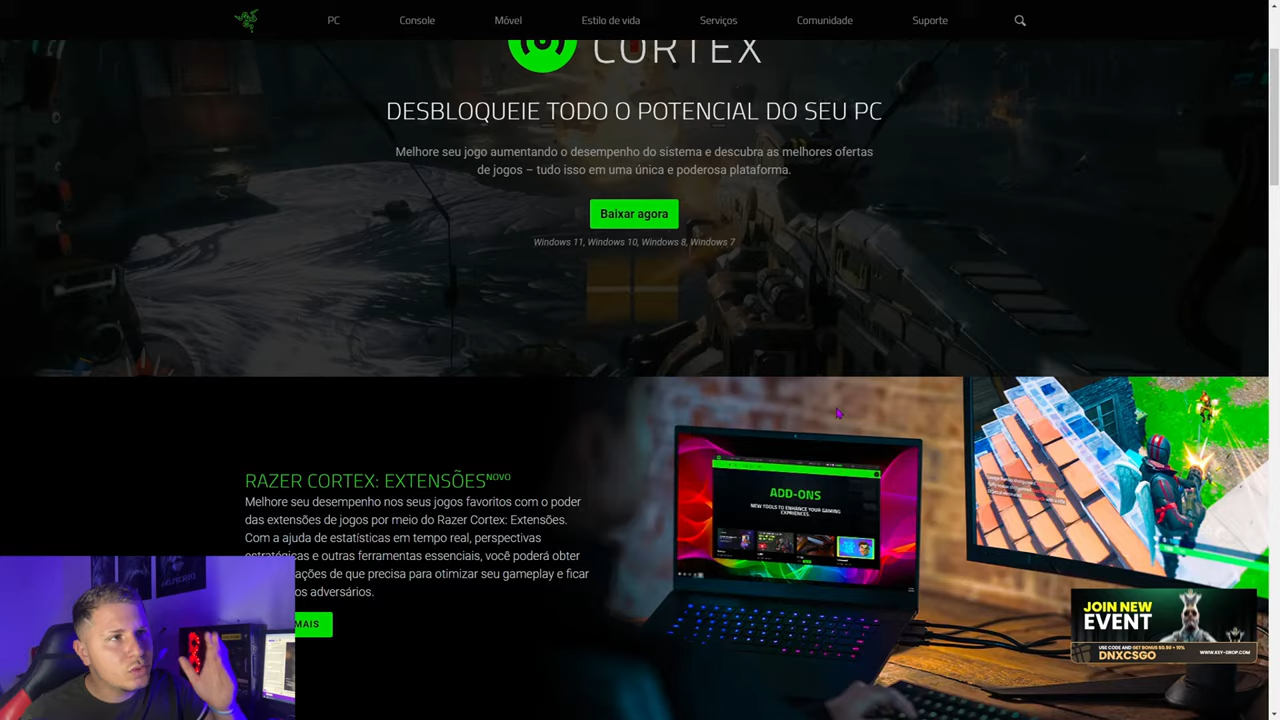 PC Console Móvel Estilo de vida Serviços Comunidade Suporte
CORTEX
DESBLOQUEIE TODO O POTENCIAL DO SEU PC
Melhore seu jogo aumentando o desempenho do sistema e descubra as melhores ofertas
de jogos – tudo isso em uma única e poderosa plataforma.
Baixar agora
Windows 11, Windows 10, Windows 8, Windows 7
RAZER CORTEX: EXTENSÕES NOVO
Melhore seu desempenho nos seus jogos favoritos com o poder
das extensões de jogos por meio do Razer Cortex: Extensões.
Com a ajuda de estatísticas em tempo real, perspectivas
estratégicas e outras ferramentas essenciais, você poderá obter
ações de que precisa para otimizar seu gameplay e ficar
os adversários.
MAIS
ADD-ONS
NEW TOOLS TO ENHANCE YOUR GAMING
EXPERIENCES.
JOIN NEW
EVENT
USE CODE AND GET BONUS $0.50 + 10%
DNXCSGO
WWW.KEY-DROP.COM